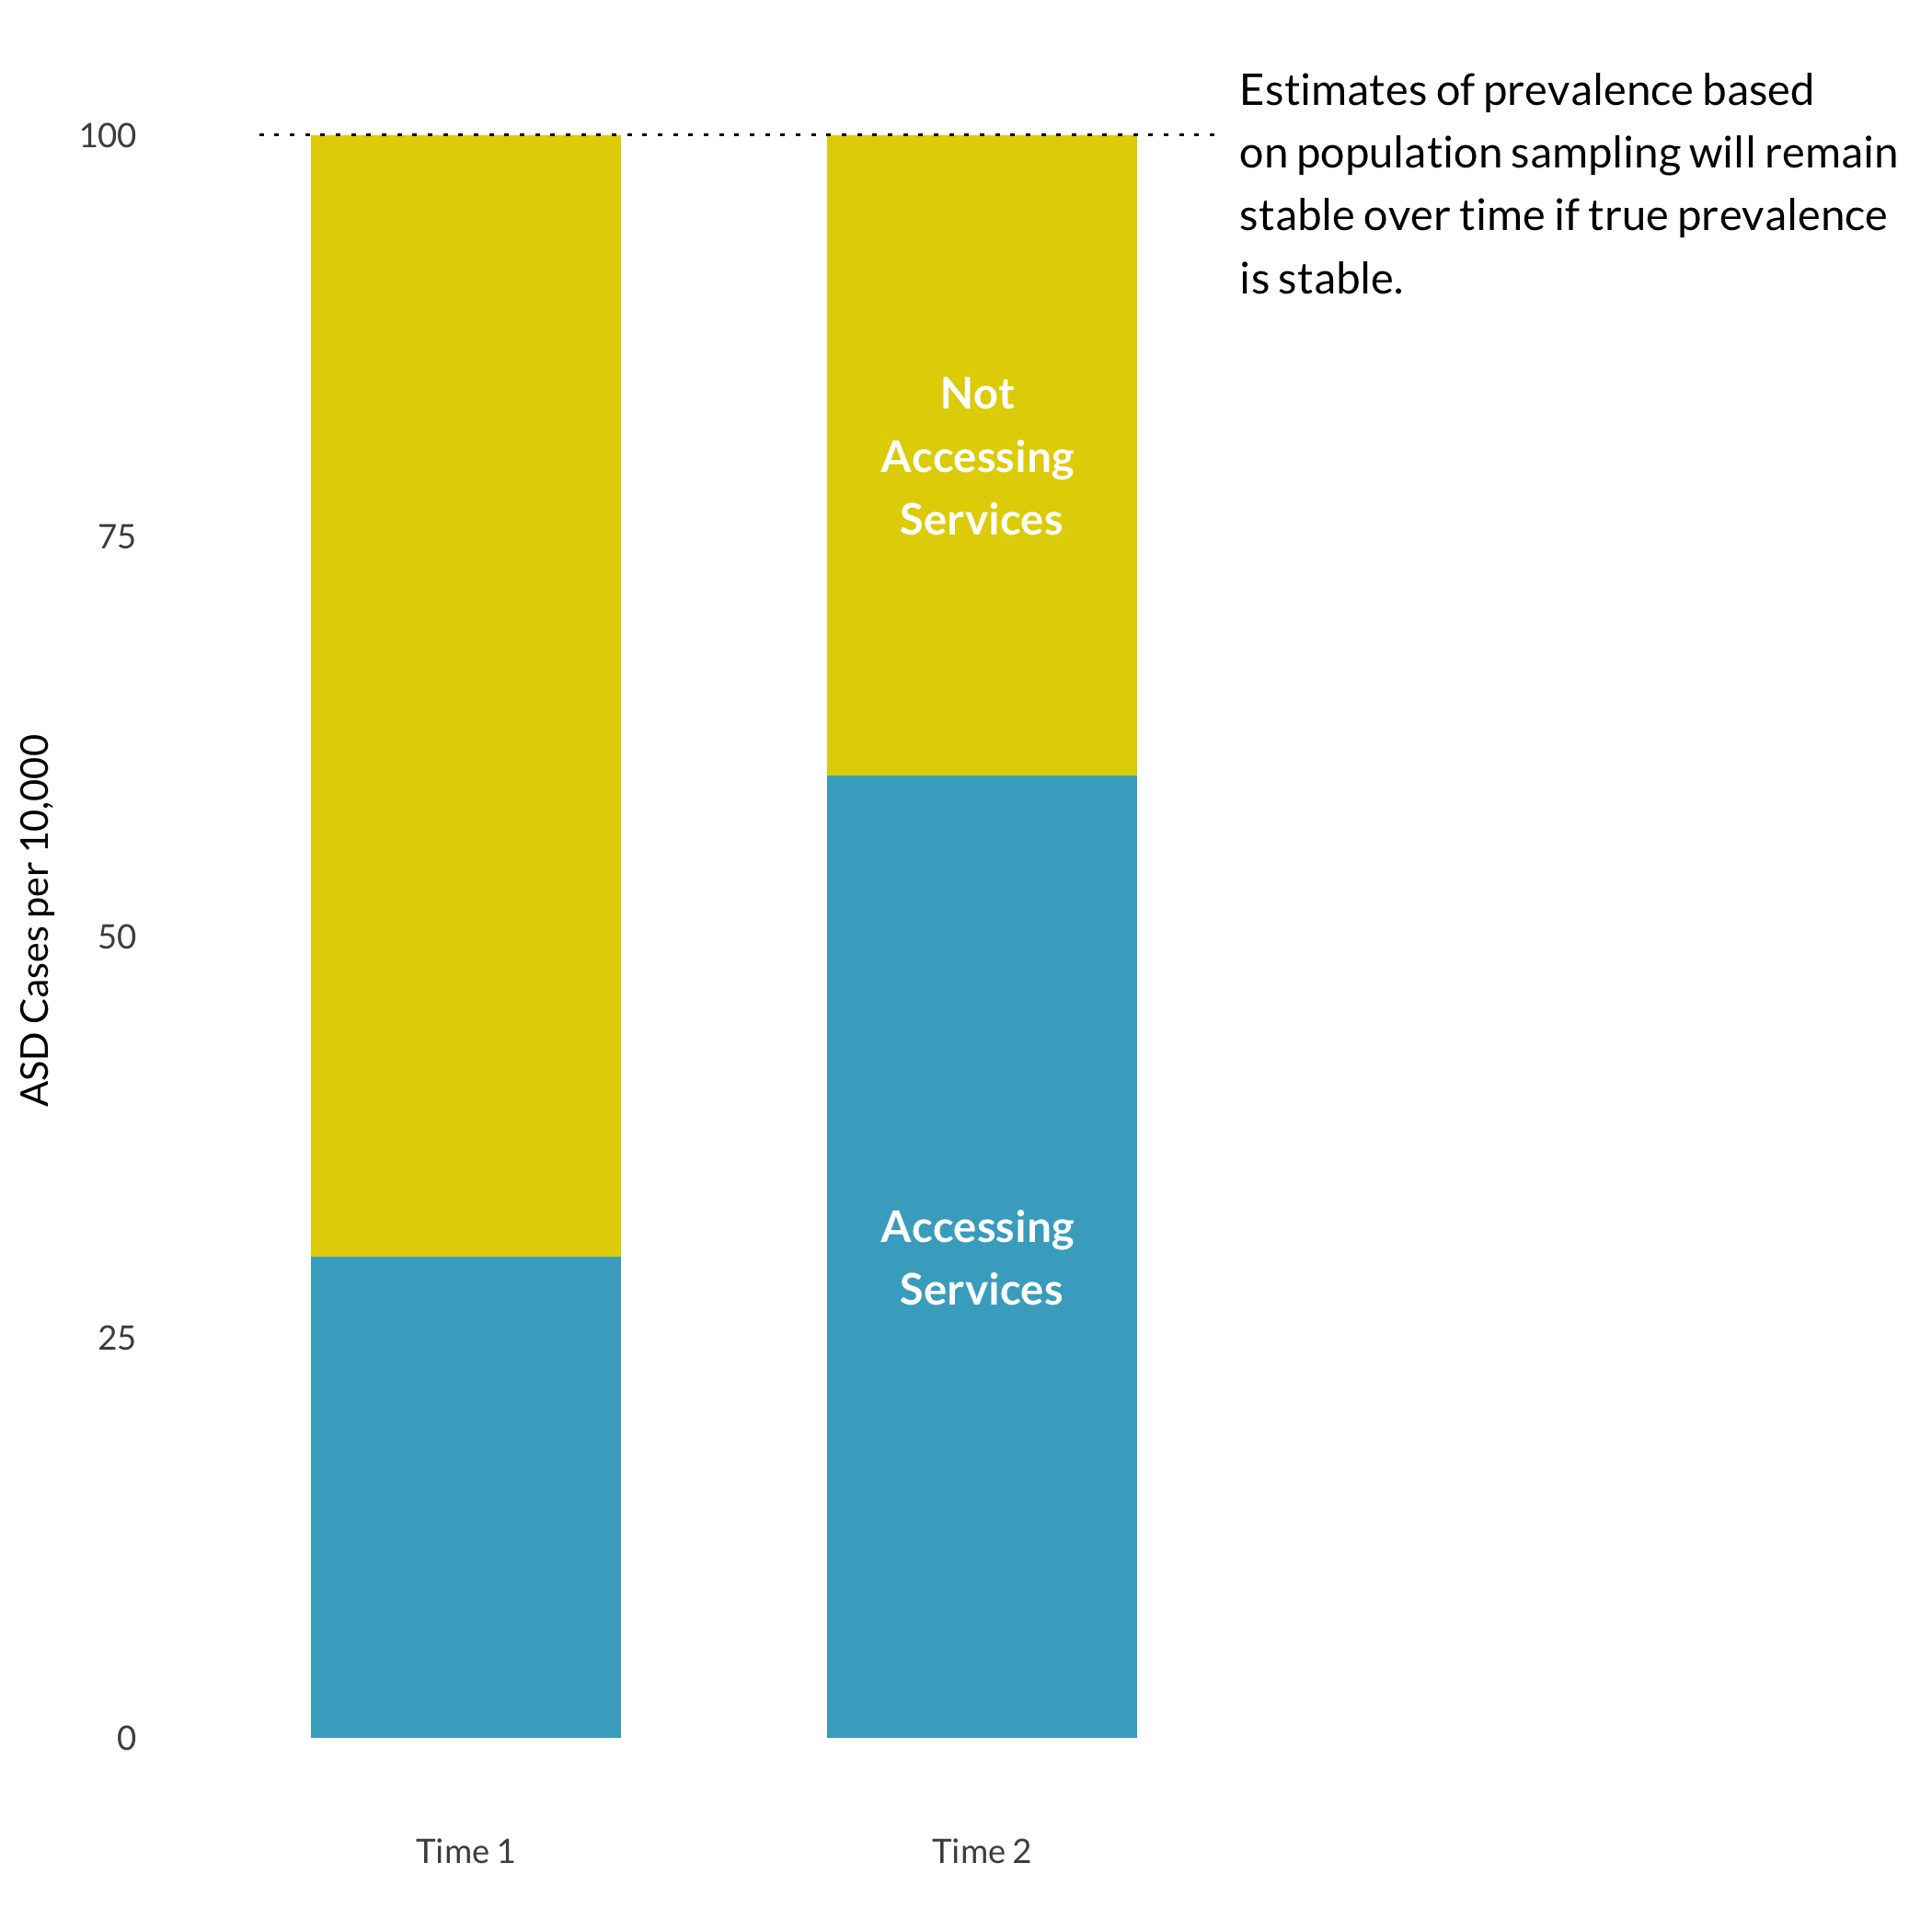 Estimates of prevalence based
on population sampling will remain
stable over time if true prevalence
is stable.
100
75
50
25
0
ASD Cases per 10,000
Not
Accessing
Services
Accessing
Services
Time 1
Time 2